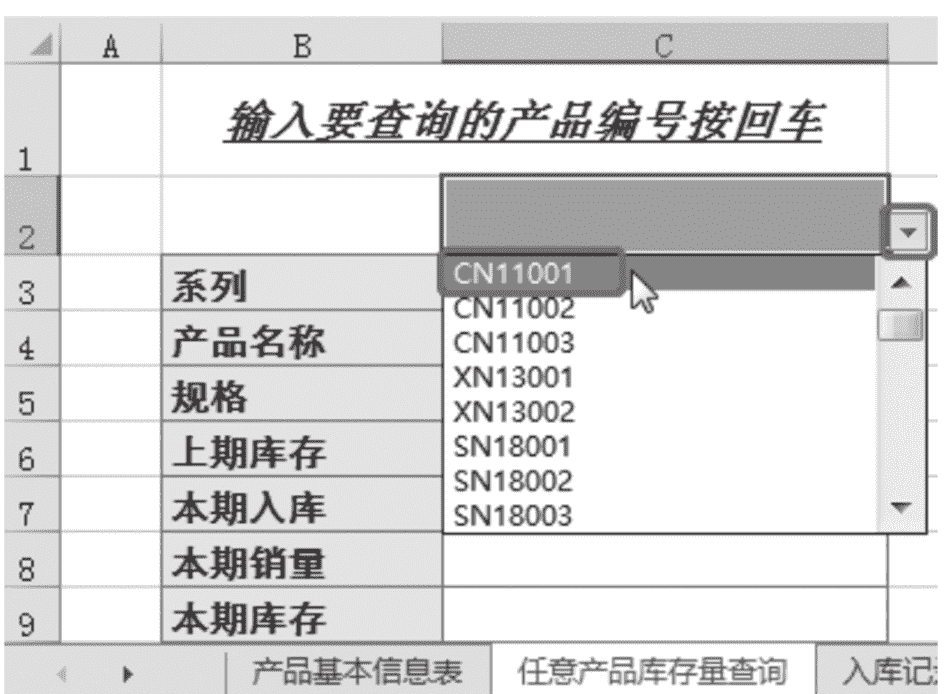 A B C
1 输入要查询的产品编号按回车
2
3 系列 CN11001
CN11002
4 产品名称 CN11003
5 规格 XN13001
XN13002
6 上期库存 SN18001
SN18002
7 本期入库 SN18003
8 本期销量
9 本期库存
产品基本信息表 任意产品库存量查询 入库记